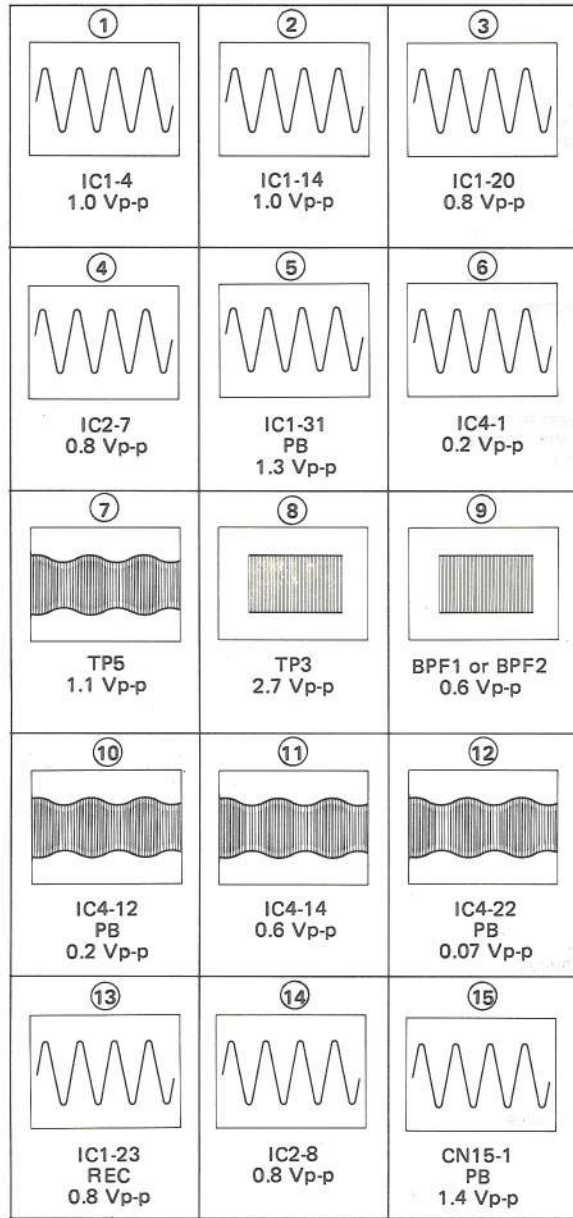 1
2
3
IC1-4
1.0 Vp-p
IC1-14
1.0 Vp-p
IC1-20
0.8 Vp-p
4
5
6
IC2-7
0.8 Vp-p
IC1-31
PB
1.3 Vp-p
IC4-1
0.2 Vp-p
7
8
9
TP5
1.1 Vp-p
TP3
2.7 Vp-p
BPF1 or BPF2
0.6 Vp-p
10
11
12
IC4-12
PB
0.2 Vp-p
IC4-14
0.6 Vp-p
IC4-22
PB
0.07 Vp-p
13
14
15
IC1-23
REC
0.8 Vp-p
IC2-8
0.8 Vp-p
CN15-1
PB
1.4 Vp-p